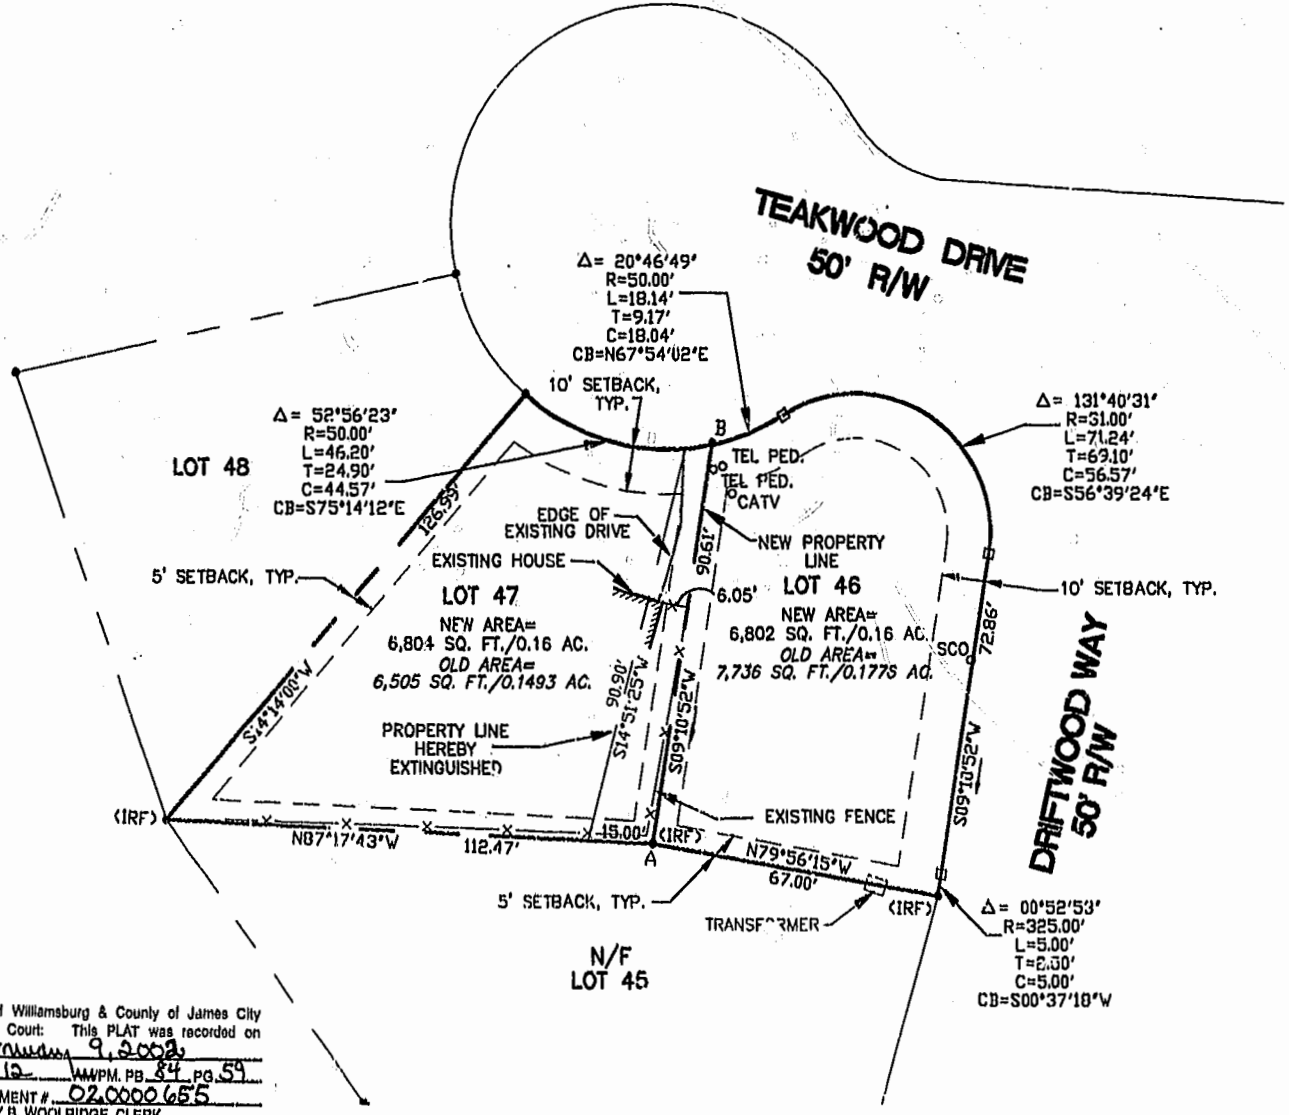 TEAKWOOD DRIVE
50' R/W
Δ= 20°46'49"
R=50.00'
L=18.14'
T=9.17'
C=18.04'
CB=N67°54'02"E
10' SETBACK,
TYP.
Δ= 52°56'23"
R=50.00'
L=46.20'
T=24.90'
C=44.57'
CB=S75°14'12"E
LOT 48
Δ= 131°40'31"
R=31.00'
L=71.24'
T=69.10'
C=56.57'
CB=S56°39'24"E
B
TEL PED.
TEL PED.
CATV
126.99'
EDGE OF
EXISTING DRIVE
90.61'
NEW PROPERTY
LINE
EXISTING HOUSE
5' SETBACK, TYP.
10' SETBACK, TYP.
LOT 47
NEW AREA=
6,804 SQ. FT./0.16 AC.
OLD AREA=
6,505 SQ. FT./0.1493 AC.
6.05'
LOT 46
NEW AREA=
6,802 SQ. FT./0.16 AC.
OLD AREA=
7,736 SQ. FT./0.1776 AC.
SCO
72.86'
S09°10'52"W
DRIFTWOOD WAY
50' R/W
90.90'
S14°51'25"W
S09°10'52"W
S14°14'00"W
PROPERTY LINE
HEREBY
EXTINGUISHED
EXISTING FENCE
(IRF)
N87°17'43"W
112.47'
15.00'
(IRF)
A
N79°56'15"W
67.00'
5' SETBACK, TYP.
TRANSFORMER
(IRF)
Δ= 00°52'53"
R=325.00'
L=5.00'
T=2.50'
C=5.00'
CB=S00°37'18"W
N/F
LOT 45
Williamsburg & County of James City
Court: This PLAT was recorded on
9, 2002
12 AM/PM. PB 84 PG 59
MENT # 020000655
B. WOOLRIDGE, CLERK